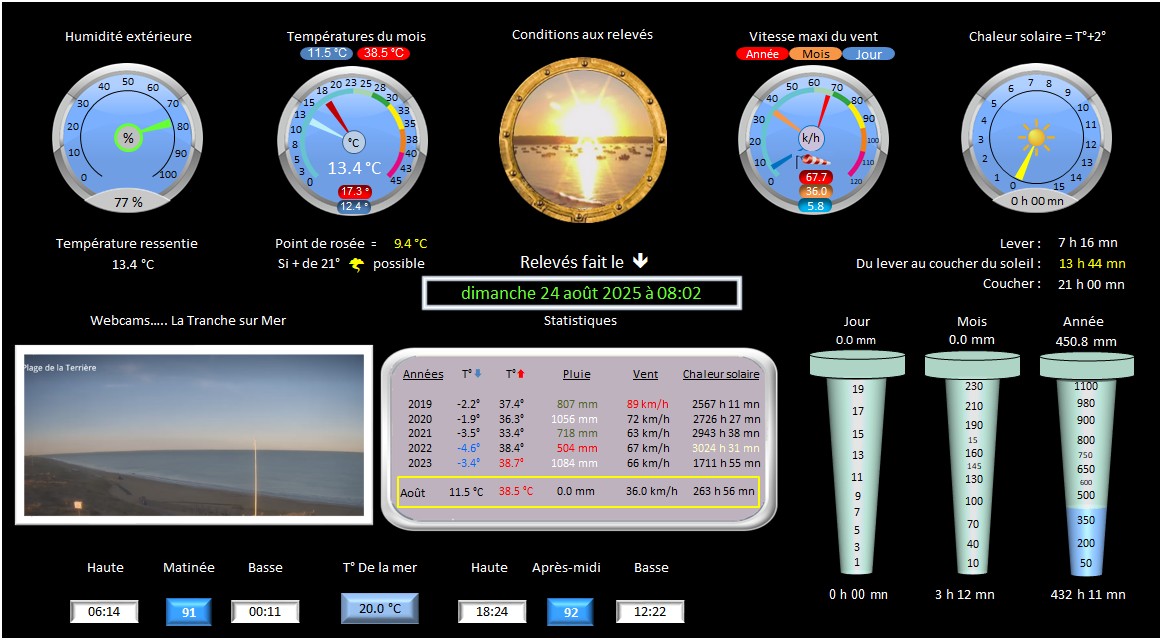 Humidité extérieure
Températures du mois
Conditions aux relevés
Vitesse maxi du vent
Chaleur solaire = T°+2°
11.5 °C 38.5 °C
Année Mois Jour
0 10 20 30 40 50 60 70 80 90 100
%
77 %
0 3 5 8 10 13 15 18 20 23 25 28 30 33 35 38 40 43 45
°C
13.4 °C
17.3 °
12.4 °
0 10 20 30 40 50 60 70 80 90 100 110 120
k/h
67.7
36.0
5.8
0 1 2 3 4 5 6 7 8 9 10 11 12 13 14 15
0 h 00 mn
Température ressentie
13.4 °C
Point de rosée = 9.4 °C
Si + de 21° possible
Relevés fait le
dimanche 24 août 2025 à 08:02
Lever : 7 h 16 mn
Du lever au coucher du soleil : 13 h 44 mn
Coucher : 21 h 00 mn
Webcams..... La Tranche sur Mer
Plage de la Terrière
Statistiques
Années T° T° Pluie Vent Chaleur solaire
2019 -2.2° 37.4° 807 mm 89 km/h 2567 h 11 mn
2020 -1.9° 36.3° 1056 mm 72 km/h 2726 h 27 mn
2021 -3.5° 33.4° 718 mm 63 km/h 2943 h 38 mn
2022 -4.6° 38.4° 504 mm 67 km/h 3024 h 31 mn
2023 -3.4° 38.7° 1084 mm 66 km/h 1711 h 55 mn
Août 11.5 °C 38.5 °C 0.0 mm 36.0 km/h 263 h 56 mn
Jour
0.0 mm
19
17
15
13
11
9
7
5
3
1
0 h 00 mn
Mois
0.0 mm
230
210
190
15
160
145
130
100
70
40
10
3 h 12 mn
Année
450.8 mm
1100
980
900
800
750
650
600
500
350
200
50
432 h 11 mn
Haute Matinée Basse
06:14 91 00:11
T° De la mer
20.0 °C
Haute Après-midi Basse
18:24 92 12:22